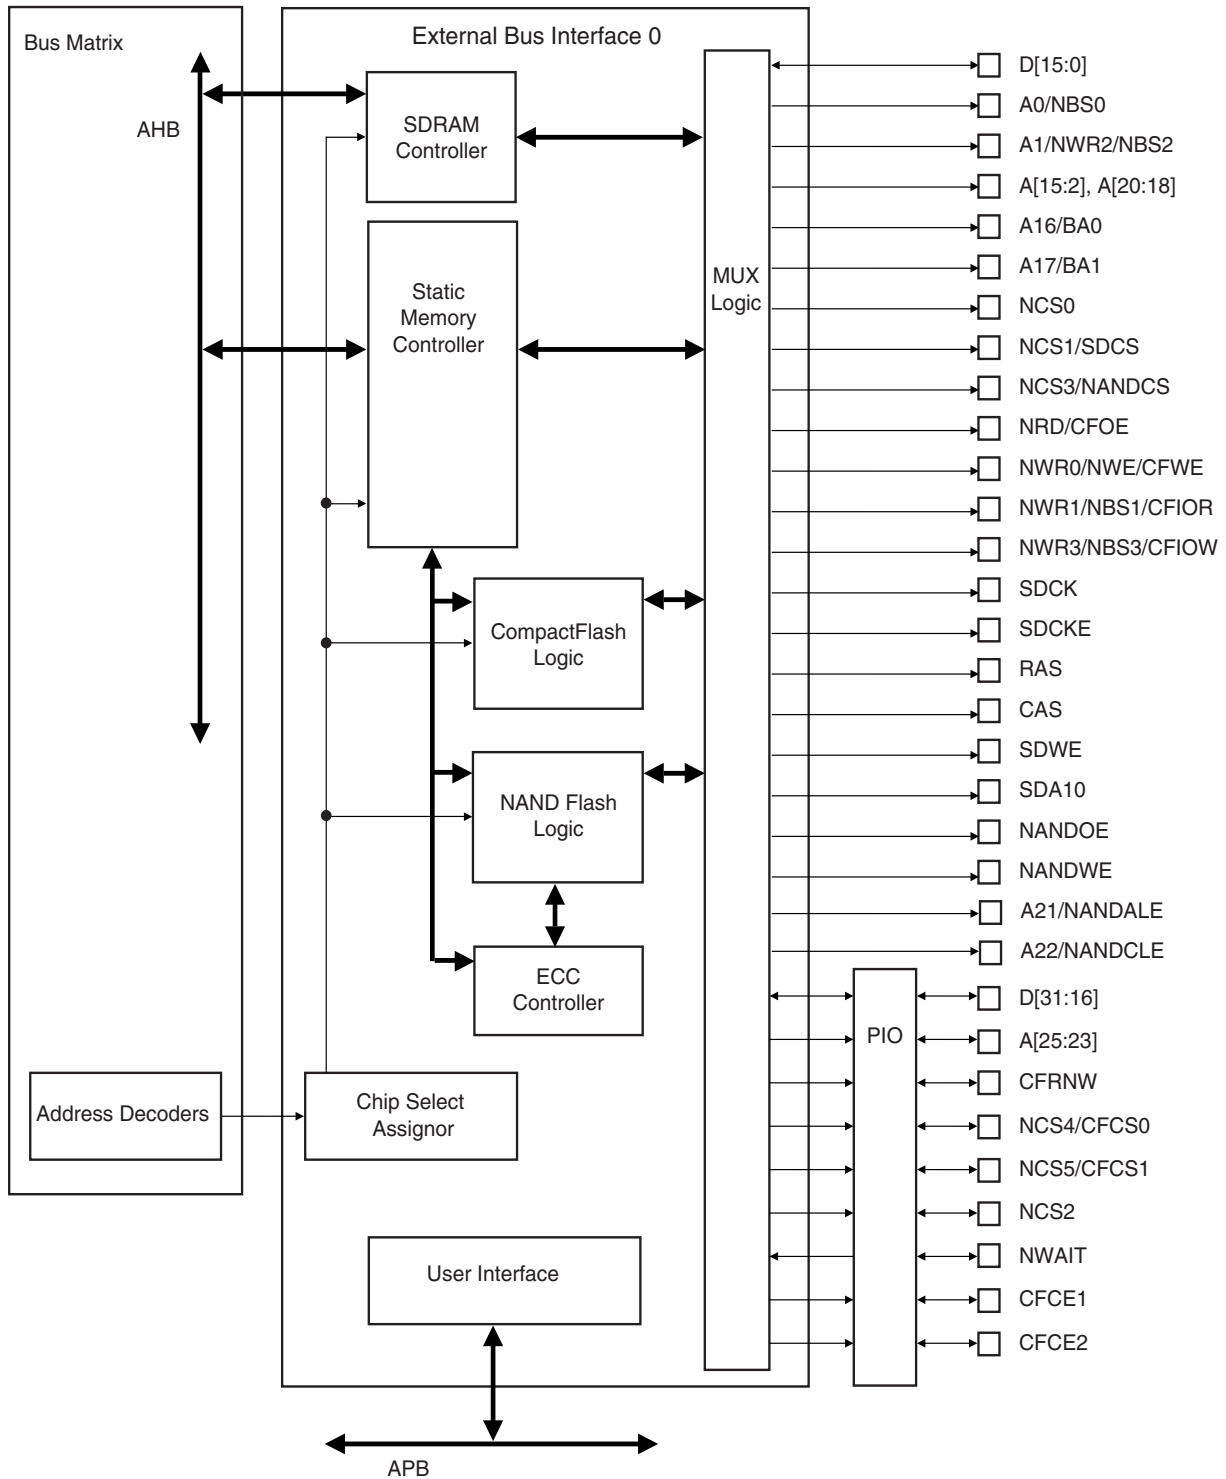 Bus Matrix
External Bus Interface 0
AHB
SDRAM
Controller
Static
Memory
Controller
MUX
Logic
CompactFlash
Logic
NAND Flash
Logic
ECC
Controller
Address Decoders
Chip Select
Assignor
User Interface
APB
PIO
D[15:0]
A0/NBS0
A1/NWR2/NBS2
A[15:2], A[20:18]
A16/BA0
A17/BA1
NCS0
NCS1/SDCS
NCS3/NANDCS
NRD/CFOE
NWR0/NWE/CFWE
NWR1/NBS1/CFIOR
NWR3/NBS3/CFIOW
SDCK
SDCKE
RAS
CAS
SDWE
SDA10
NANDOE
NANDWE
A21/NANDALE
A22/NANDCLE
D[31:16]
A[25:23]
CFRNW
NCS4/CFCS0
NCS5/CFCS1
NCS2
NWAIT
CFCE1
CFCE2